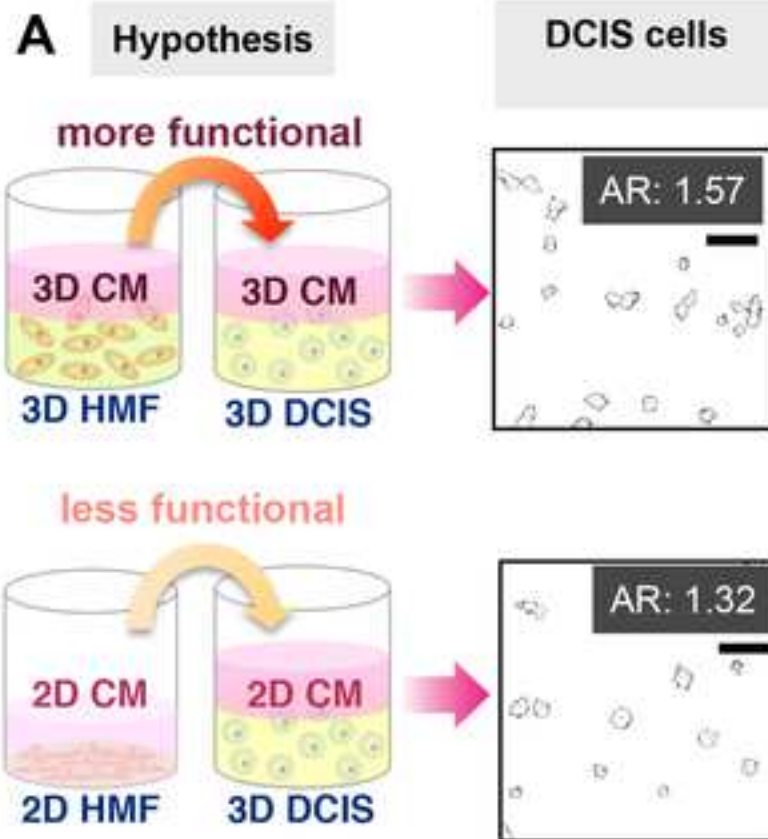 A
Hypothesis
DCIS cells
more functional
AR: 1.57
3D CM
3D CM
3D HMF
3D DCIS
less functional
AR: 1.32
2D CM
2D CM
2D HMF
3D DCIS